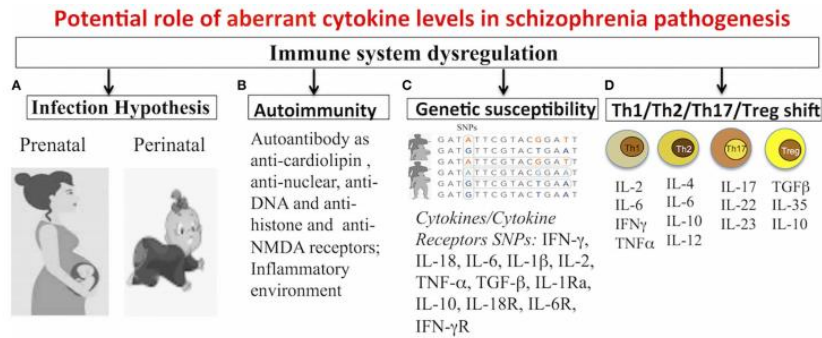 Potential role of aberrant cytokine levels in schizophrenia pathogenesis
Immune system dysregulation
A
Infection Hypothesis
Prenatal
Perinatal
B
Autoimmunity
Autoantibody as
anti-cardiolipin ,
anti-nuclear, anti-
DNA and anti-
histone and anti-
NMDA receptors;
Inflammatory
environment
C
Genetic susceptibility
SNPs
GATATTCGTACGGATT
GATGTTCGTACTGAAT
GATATTCGTACGGATT
GATATTCGTACGGAAT
GATGTTCGTACTGAAT
GATGTTCGTACTGAAT
Cytokines/Cytokine
Receptors SNPs: IFN-γ,
IL-18, IL-6, IL-1β, IL-2,
TNF-α, TGF-β, IL-1Ra,
IL-10, IL-18R, IL-6R,
IFN-γR
D
Th1/Th2/Th17/Treg shift
Th1
IL-2
IL-6
IFNγ
TNFα
Th2
IL-4
IL-6
IL-10
IL-12
Th17
IL-17
IL-22
IL-23
Treg
TGFβ
IL-35
IL-10